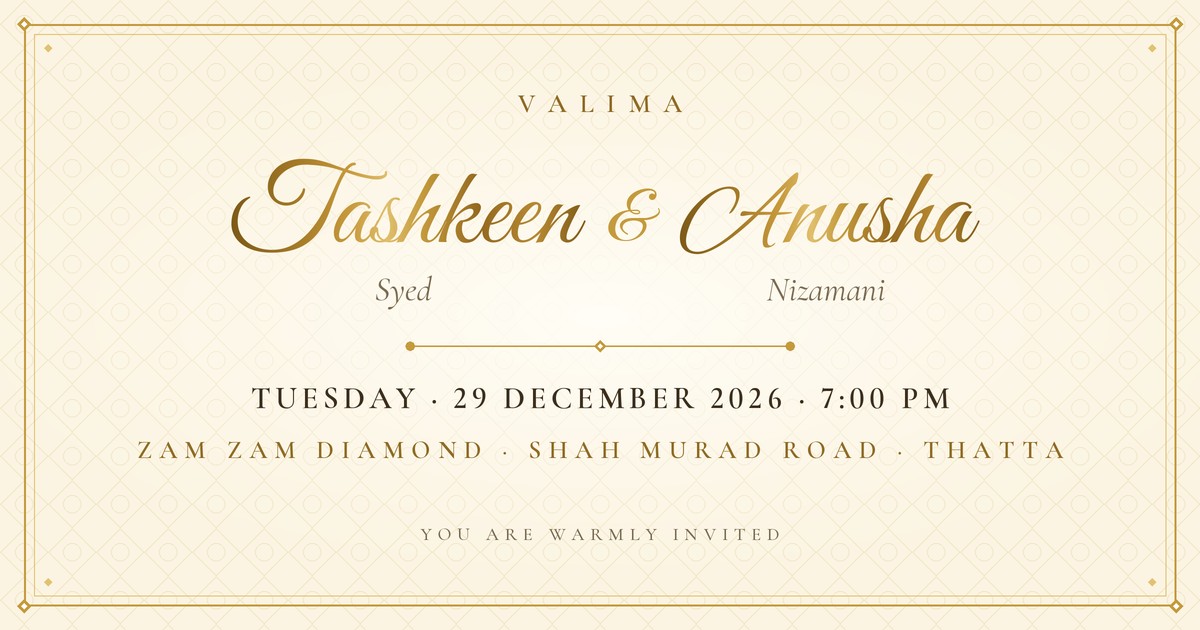 VALIMA
Tashkeen & Anusha
Syed Nizamani
TUESDAY · 29 DECEMBER 2026 · 7:00 PM
ZAM ZAM DIAMOND · SHAH MURAD ROAD · THATTA
YOU ARE WARMLY INVITED